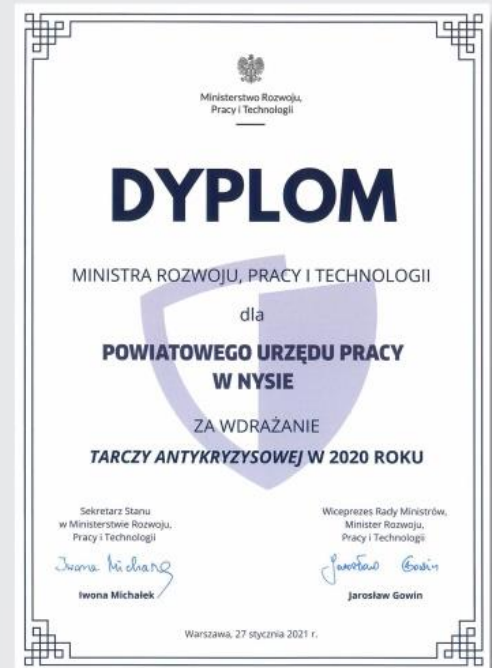 Ministerstwo Rozwoju,
Pracy i Technologii
DYPLOM
MINISTRA ROZWOJU, PRACY I TECHNOLOGII
dla
POWIATOWEGO URZĘDU PRACY
W NYSIE
ZA WDRAŻANIE
TARCZY ANTYKRYZYSOWEJ W 2020 ROKU
Sekretarz Stanu
w Ministerstwie Rozwoju,
Pracy i Technologii
Iwona Michałek
Iwona Michałek
Wiceprezes Rady Ministrów,
Minister Rozwoju,
Pracy i Technologii
Jarosław Gowin
Jarosław Gowin
Warszawa, 27 stycznia 2021 r.